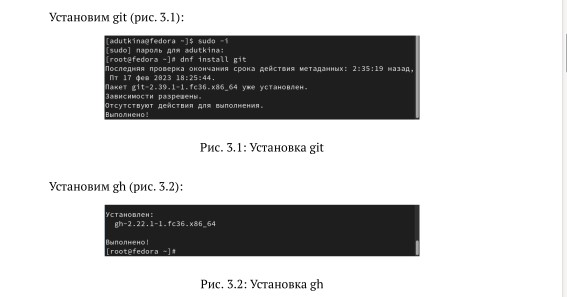 Установим git (рис. 3.1):
[adutkina@fedora ~]$ sudo -i
[sudo] пароль для adutkina:
[root@fedora ~]# dnf install git
Последняя проверка окончания срока действия метаданных: 2:35:19 назад,
Пт 17 фев 2023 18:25:44.
Пакет git-2.39.1-1.fc36.x86_64 уже установлен.
Зависимости разрешены.
Отсутствуют действия для выполнения.
Выполнено!
Рис. 3.1: Установка git
Установим gh (рис. 3.2):
Установлен:
gh-2.22.1-1.fc36.x86_64
Выполнено!
[root@fedora ~]#
Рис. 3.2: Установка gh